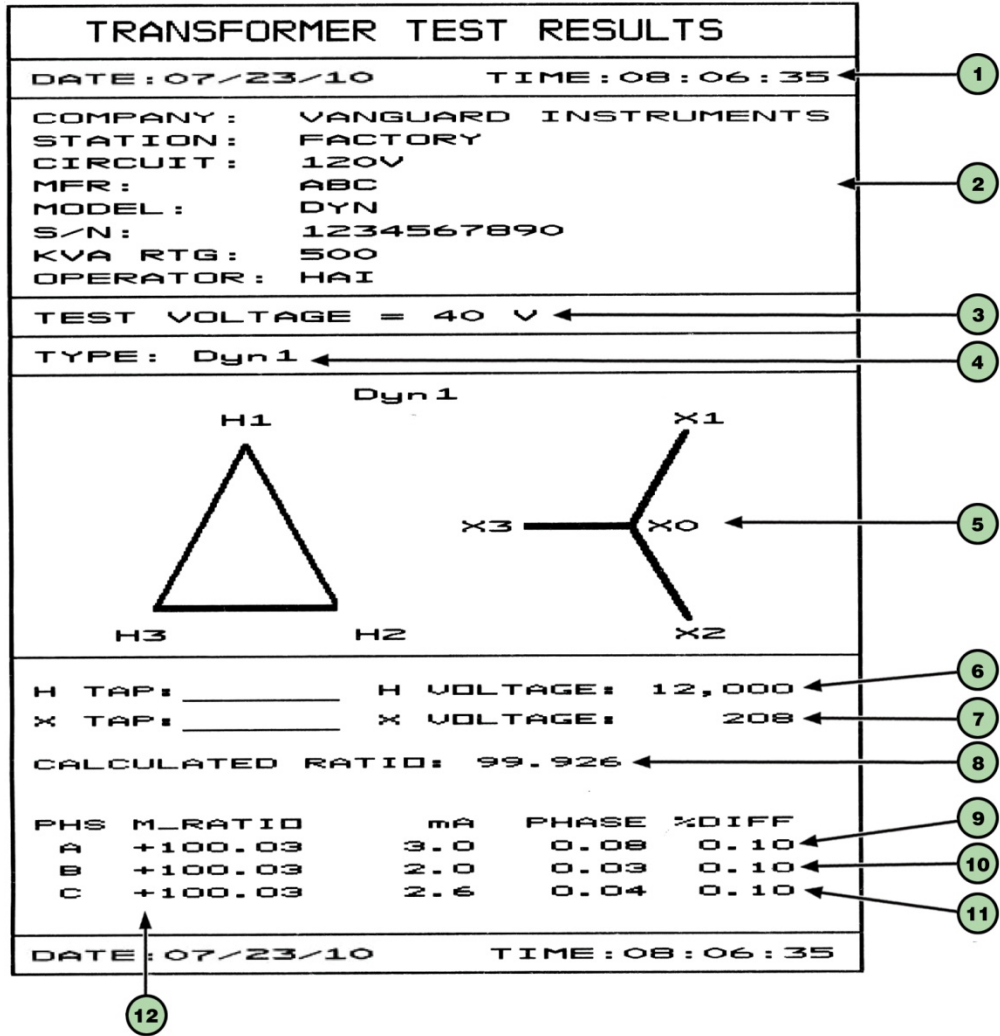 TRANSFORMER TEST RESULTS
DATE:07/23/10 TIME:08:06:35
1
COMPANY: VANGUARD INSTRUMENTS
STATION: FACTORY
CIRCUIT: 120V
MFR: ABC
2
MODEL: DYN
S/N: 1234567890
KVA RTG: 500
OPERATOR: HAI
TEST VOLTAGE = 40 V
3
TYPE: Dyn1
4
Dyn1
H1 X1
X3 X0
5
H3 H2 X2
H TAP:__________ H VOLTAGE: 12,000
6
X TAP:__________ X VOLTAGE: 208
7
CALCULATED RATIO: 99.926
8
PHS M_RATIO mA PHASE %DIFF
A +100.03 3.0 0.08 0.10
9
B +100.03 2.0 0.03 0.10
10
C +100.03 2.6 0.04 0.10
11
DATE:07/23/10 TIME:08:06:35
12